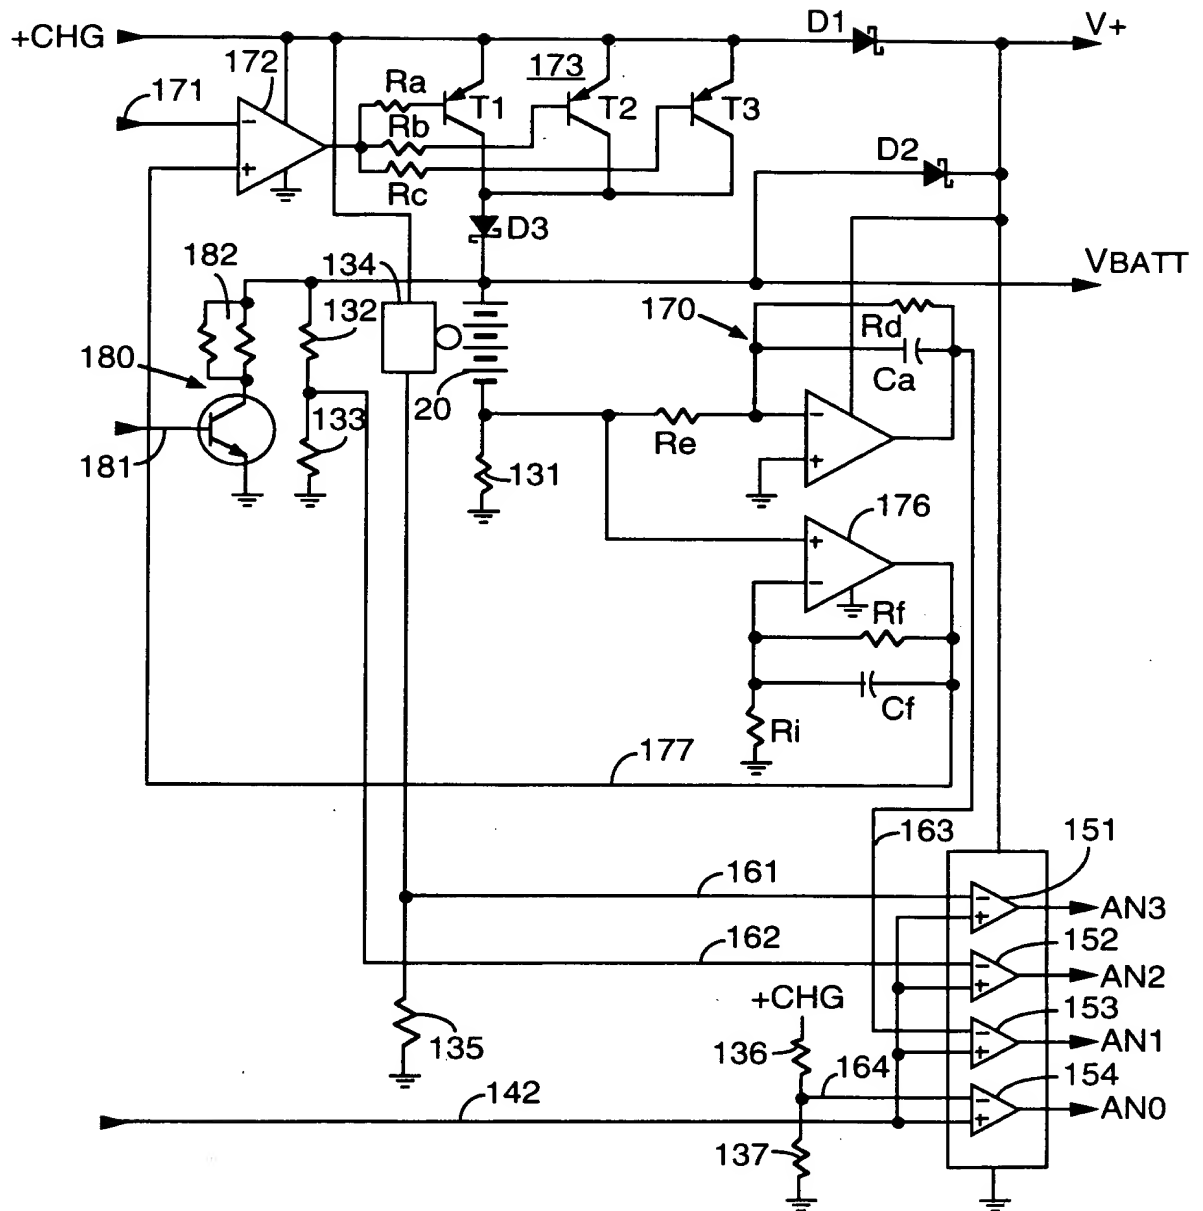 D1
V+
+CHG
172
171
Ra
173
T1
T2
T3
Rb
Rc
D2
D3
182
134
VBATT
132
170
Rd
180
Ca
20
133
Re
181
131
176
Rf
Cf
Ri
177
163
151
161
AN3
162
152
AN2
+CHG
153
135
136
AN1
164
154
142
AN0
137